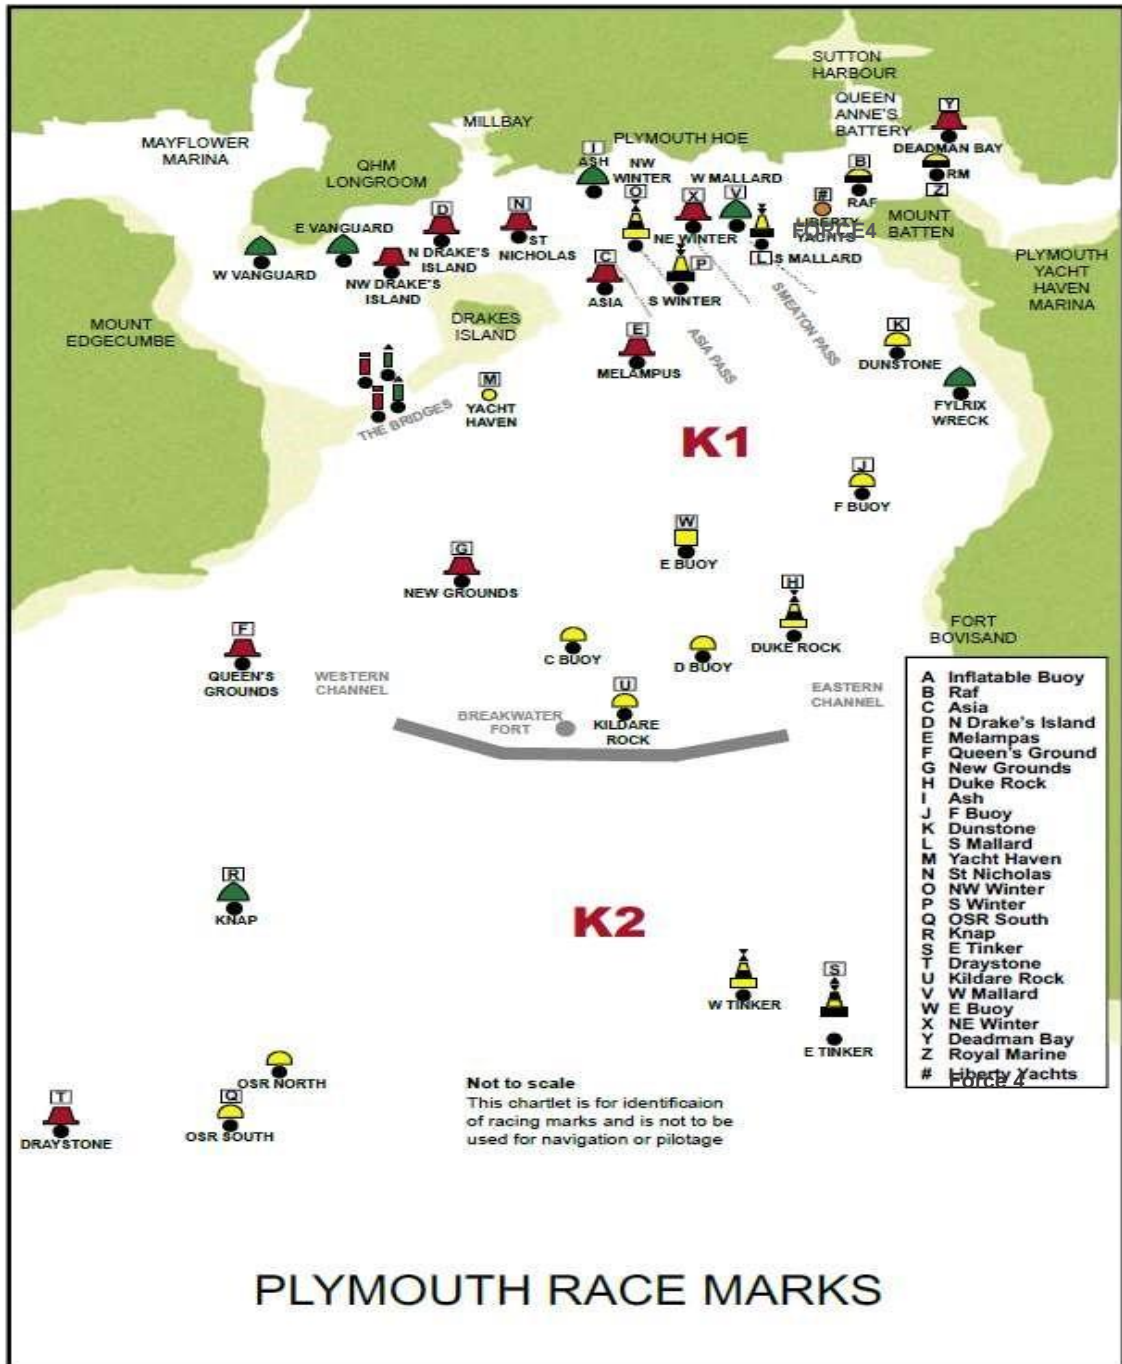 SUTTON
HARBOUR
QUEEN
ANNE'S
BATTERY
Y
DEADMAN BAY
MILLBAY
PLYMOUTH HOE
MAYFLOWER
MARINA
QHM
LONGROOM
I
ASH
NW
WINTER
W MALLARD
B
RAF
RM
Z
O
X
V
#
LIBERTY
YACHTS
FORCE4
MOUNT
BATTEN
N
ST
NICHOLAS
D
N DRAKE'S
ISLAND
E VANGUARD
W VANGUARD
NW DRAKE'S
ISLAND
NE WINTER
L
S MALLARD
C
ASIA
P
S WINTER
PLYMOUTH
YACHT
HAVEN
MARINA
MOUNT
EDGECUMBE
DRAKES
ISLAND
SMEATON PASS
ASIA PASS
E
MELAMPUS
K
DUNSTONE
M
YACHT
HAVEN
THE BRIDGES
FYLRIX
WRECK
K1
J
F BUOY
W
E BUOY
G
NEW GROUNDS
H
DUKE ROCK
FORT
BOVISAND
F
QUEEN'S
GROUNDS
C BUOY
D BUOY
WESTERN
CHANNEL
EASTERN
CHANNEL
U
KILDARE
ROCK
BREAKWATER
FORT
A Inflatable Buoy
B Raf
C Asia
D N Drake's Island
E Melampas
F Queen's Ground
G New Grounds
H Duke Rock
I Ash
J F Buoy
K Dunstone
L S Mallard
M Yacht Haven
N St Nicholas
O NW Winter
P S Winter
Q OSR South
R Knap
S E Tinker
T Draystone
U Kildare Rock
V W Mallard
W E Buoy
X NE Winter
Y Deadman Bay
Z Royal Marine
# Liberty Yachts
Force 4
R
KNAP
K2
W TINKER
S
E TINKER
OSR NORTH
Q
OSR SOUTH
T
DRAYSTONE
Not to scale
This chartlet is for identificaion
of racing marks and is not to be
used for navigation or pilotage
PLYMOUTH RACE MARKS